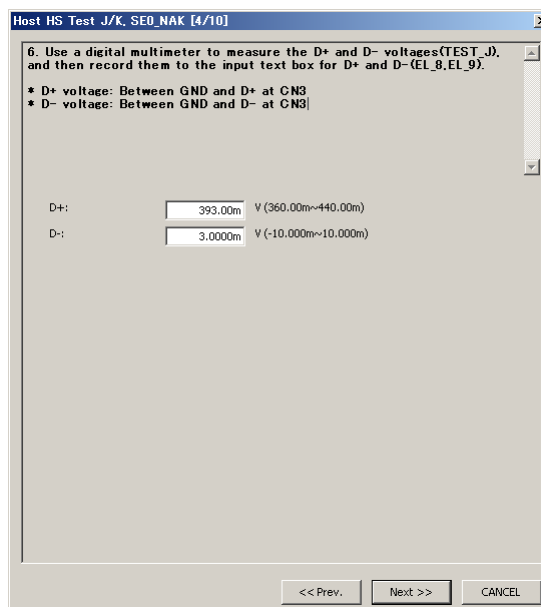 Host HS Test J/K, SE0_NAK [4/10]
6. Use a digital multimeter to measure the D+ and D- voltages(TEST_J),
and then record them to the input text box for D+ and D-(EL_8,EL_9).
* D+ voltage: Between GND and D+ at CN3
* D- voltage: Between GND and D- at CN3
D+: 393.00m V (360.00m~440.00m)
D-: 3.0000m V (-10.000m~10.000m)
<< Prev. Next >> CANCEL